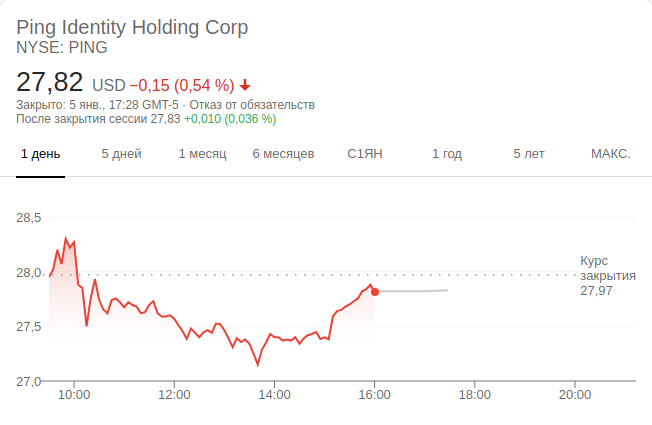 Ping Identity Holding Corp
NYSE: PING
27,82 USD −0,15 (0,54 %)
Закрыто: 5 янв., 17:28 GMT-5 · Отказ от обязательств
После закрытия сессии 27,83 +0,010 (0,036 %)
1 день 5 дней 1 месяц 6 месяцев С1ЯН 1 год 5 лет МАКС.
28,5
28,0
27,5
27,0
Курс
закрытия
27,97
10:00 12:00 14:00 16:00 18:00 20:00